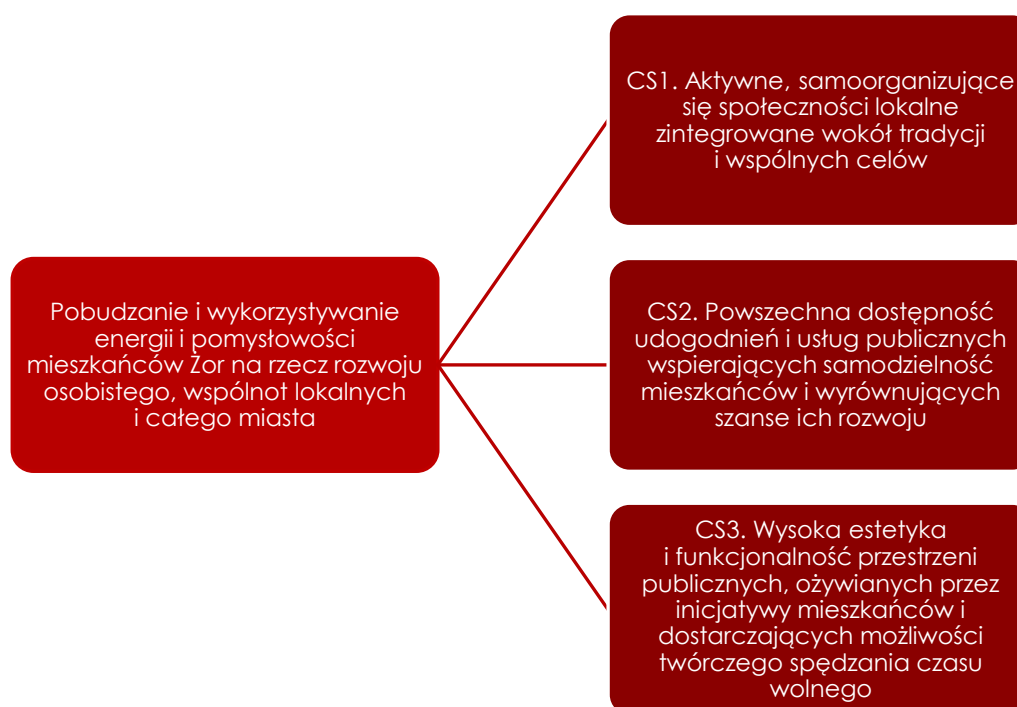 Pobudzanie i wykorzystywanie
energii i pomysłowości
mieszkańców Żor na rzecz rozwoju
osobistego, wspólnot lokalnych
i całego miasta
CS1. Aktywne, samoorganizujące
się społeczności lokalne
zintegrowane wokół tradycji
i wspólnych celów
CS2. Powszechna dostępność
udogodnień i usług publicznych
wspierających samodzielność
mieszkańców i wyrównujących
szanse ich rozwoju
CS3. Wysoka estetyka
i funkcjonalność przestrzeni
publicznych, ożywianych przez
inicjatywy mieszkańców i
dostarczających możliwości
twórczego spędzania czasu
wolnego